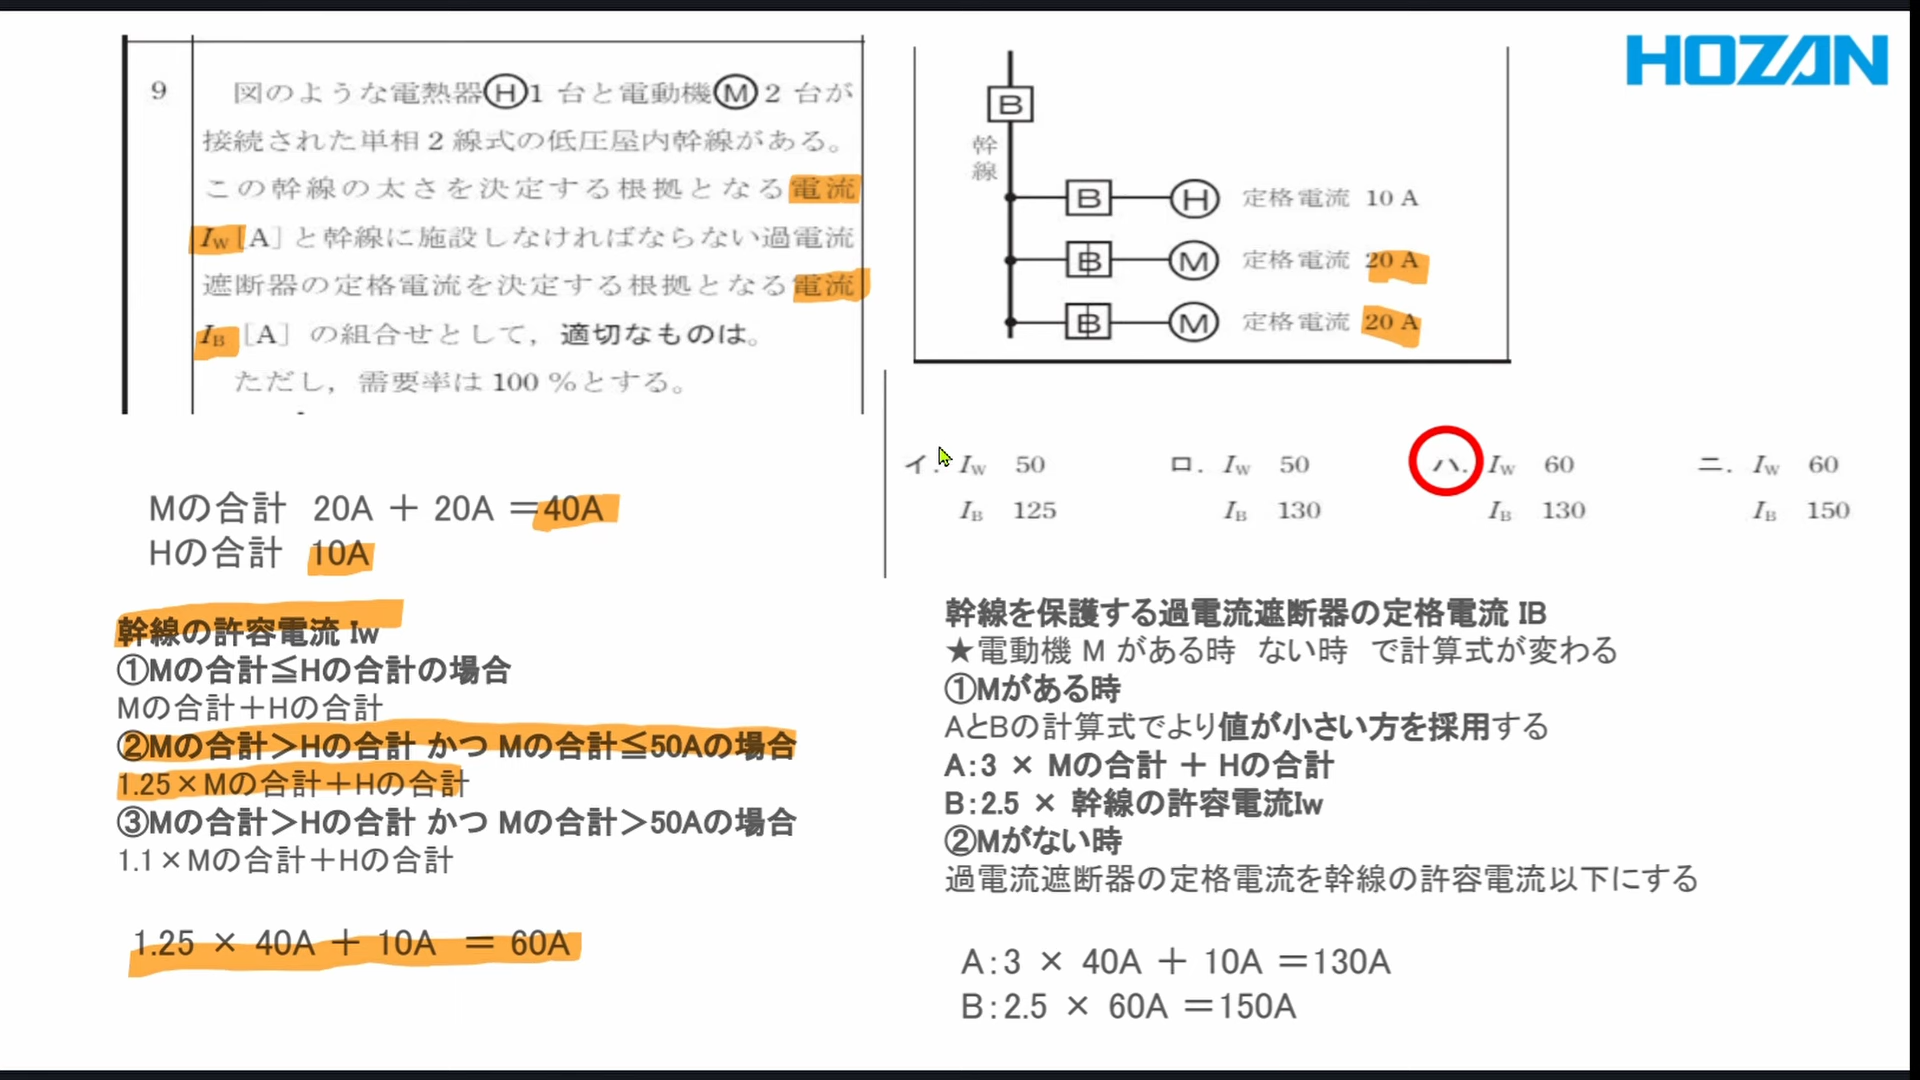 HOZAN
9
図のような電熱器Ⓗ1台と電動機Ⓜ2台が
接続された単相2線式の低圧屋内幹線がある。
この幹線の太さを決定する根拠となる電流
IW[A]と幹線に施設しなければならない過電流
遮断器の定格電流を決定する根拠となる電流
IB[A]の組合せとして，適切なものは。
ただし，需要率は100％とする。
B
幹線
B H 定格電流 10 A
B M 定格電流 20 A
B M 定格電流 20 A
イ. IW 50
IB 125
ロ. IW 50
IB 130
ハ. IW 60
IB 130
ニ. IW 60
IB 150
Mの合計 20A ＋ 20A ＝40A
Hの合計 10A
幹線の許容電流 Iw
①Mの合計≦Hの合計の場合
Mの合計＋Hの合計
②Mの合計＞Hの合計 かつ Mの合計≦50Aの場合
1.25×Mの合計＋Hの合計
③Mの合計＞Hの合計 かつ Mの合計＞50Aの場合
1.1×Mの合計＋Hの合計
1.25 × 40A ＋ 10A ＝ 60A
幹線を保護する過電流遮断器の定格電流 IB
★電動機 M がある時 ない時 で計算式が変わる
①Mがある時
AとBの計算式でより値が小さい方を採用する
A：3 × Mの合計 ＋ Hの合計
B：2.5 × 幹線の許容電流Iw
②Mがない時
過電流遮断器の定格電流を幹線の許容電流以下にする
A：3 × 40A ＋ 10A ＝130A
B：2.5 × 60A ＝150A